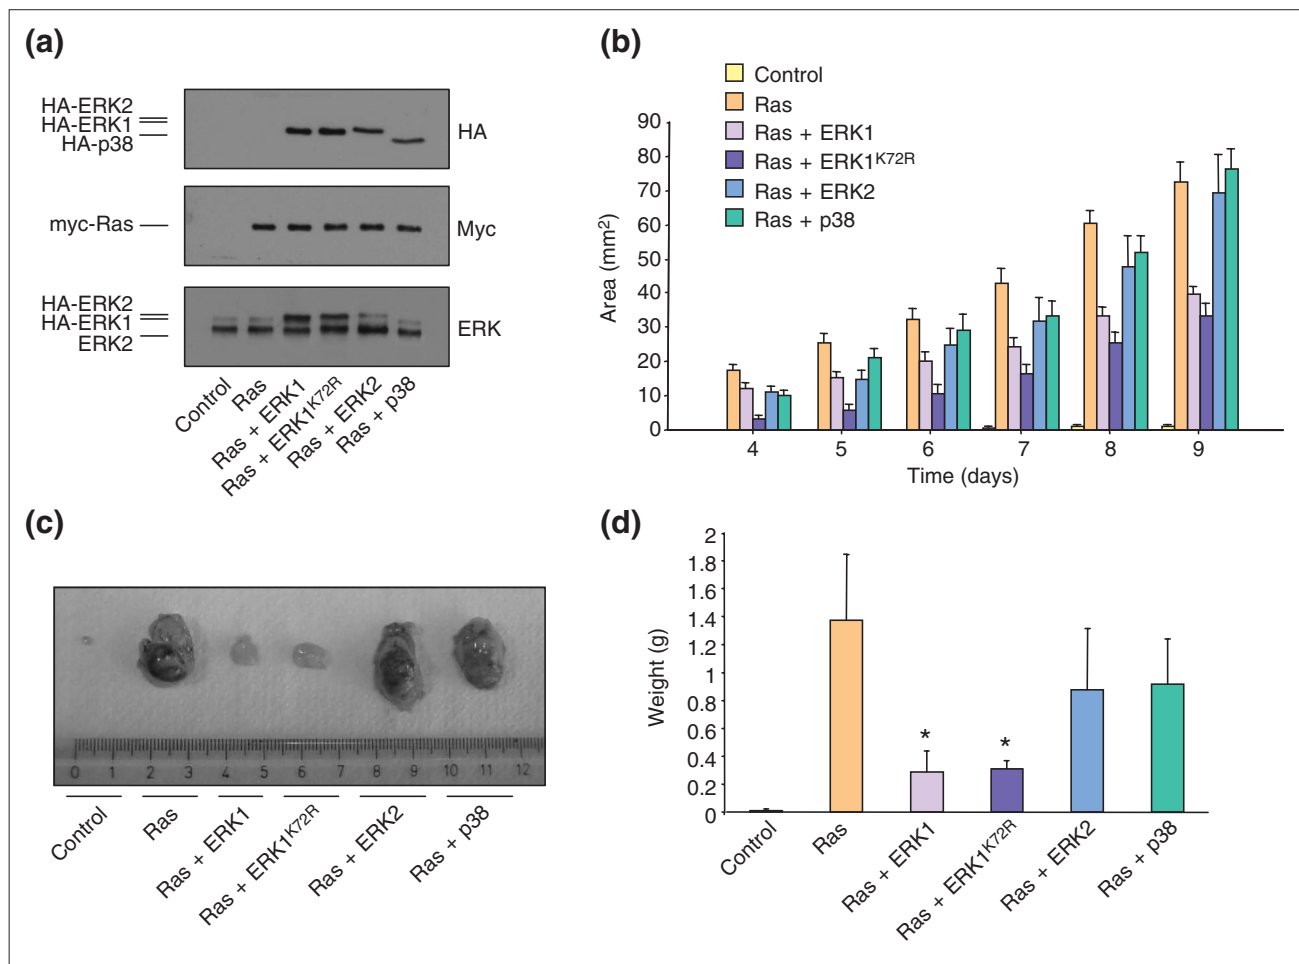 (a)
HA-ERK2
HA-ERK1
HA-p38
HA
myc-Ras
Myc
HA-ERK2
HA-ERK1
ERK2
ERK
Control
Ras
Ras + ERK1
Ras + ERK1K72R
Ras + ERK2
Ras + p38
(b)
Control
Ras
Ras + ERK1
Ras + ERK1K72R
Ras + ERK2
Ras + p38
Area (mm2)
90
80
70
60
50
40
30
20
10
0
4 5 6 7 8 9
Time (days)
(c)
0 1 2 3 4 5 6 7 8 9 10 11 12
Control
Ras
Ras + ERK1
Ras + ERK1K72R
Ras + ERK2
Ras + p38
(d)
Weight (g)
2
1.8
1.6
1.4
1.2
1
0.8
0.6
0.4
0.2
0
* *
Control
Ras
Ras + ERK1
Ras + ERK1K72R
Ras + ERK2
Ras + p38